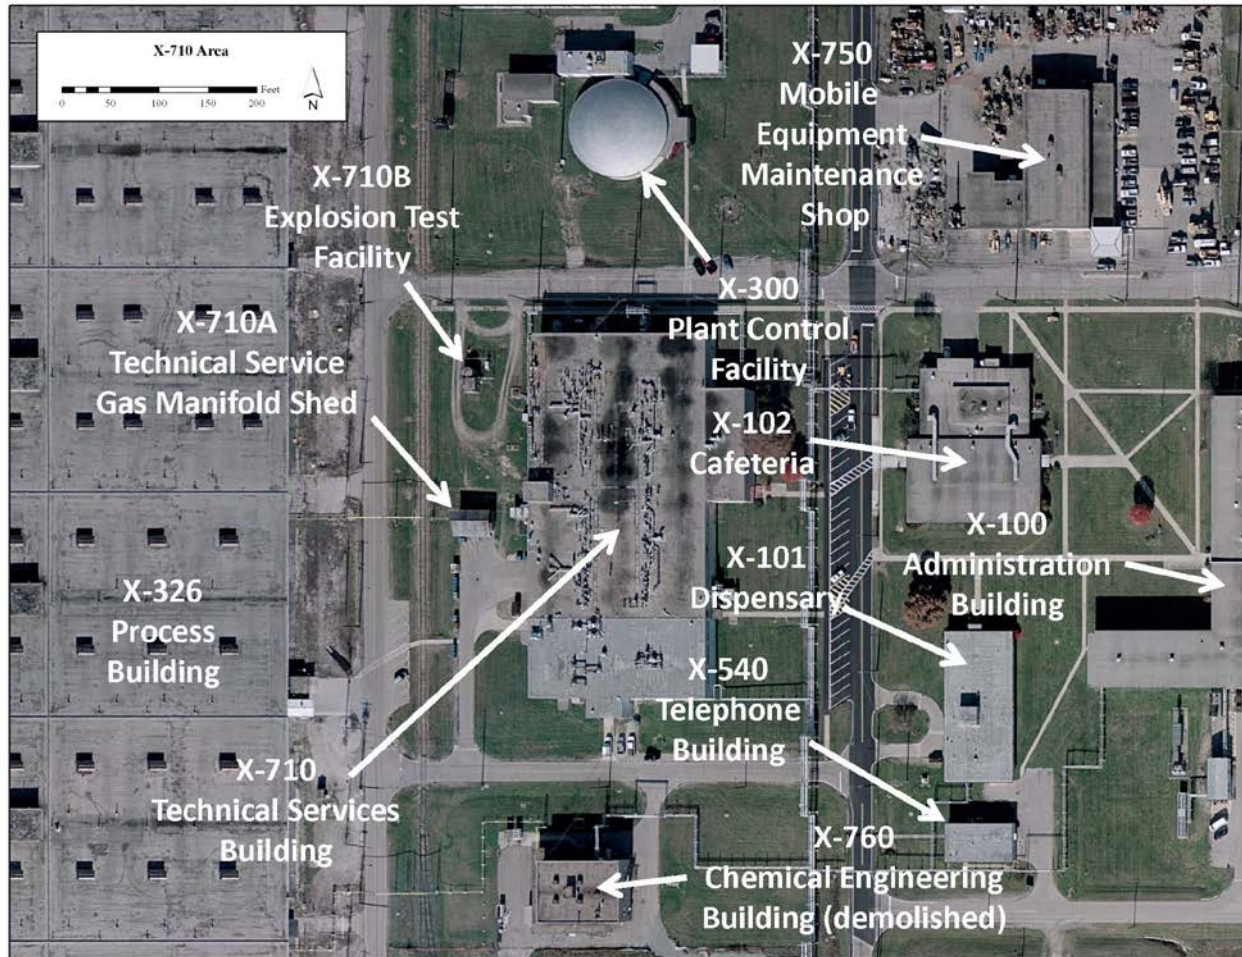 X-710 Area
Feet
0 50 100 150 200
N
X-750
Mobile
Equipment
Maintenance
Shop
X-710B
Explosion Test
Facility
X-300
Plant Control
Facility
X-710A
Technical Service
Gas Manifold Shed
X-102
Cafeteria
X-100
Administration
Building
X-101
Dispensary
X-326
Process
Building
X-540
Telephone
Building
X-710
Technical Services
Building
X-760
Chemical Engineering
Building (demolished)